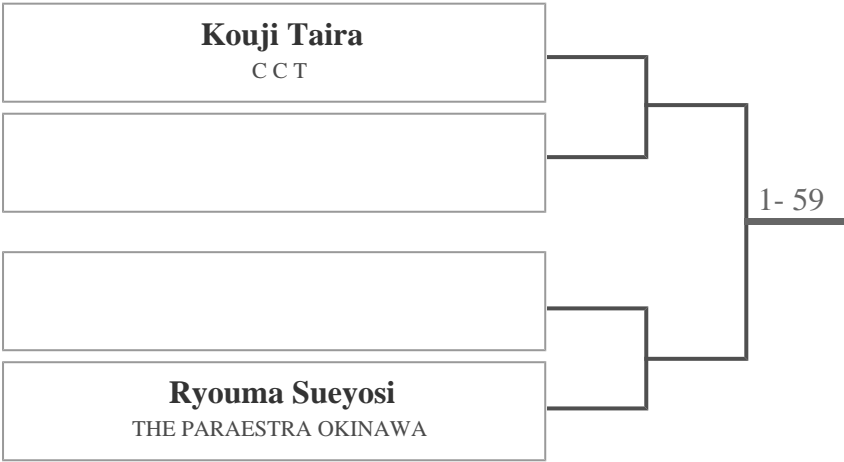 Kouji Taira
C C T
1- 59
Ryouma Sueyosi
THE PARAESTRA OKINAWA